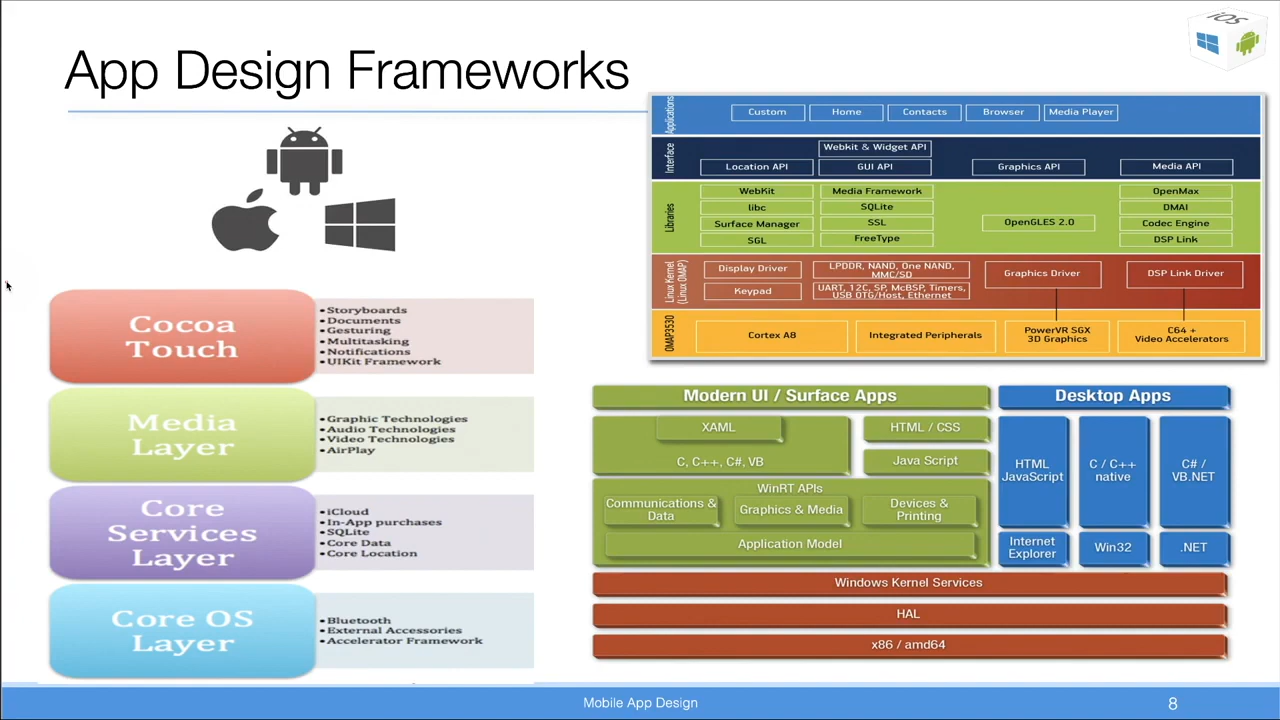 iOS
App Design Frameworks
Applications
Custom
Home
Contacts
Browser
Media Player
Interface
Webkit & Widget API
Location API
GUI API
Graphics API
Media API
Libraries
WebKit
Media Framework
OpenMax
libc
SQLite
DMAI
Surface Manager
SSL
OpenGLES 2.0
Codec Engine
SGL
FreeType
DSP Link
Linux Kernel
(Linux OMAP)
Display Driver
LPDDR, NAND, One NAND,
MMC/SD
Graphics Driver
DSP Link Driver
Keypad
UART, 12C, SP, McBSP, Timers,
USB OTG/Host, Ethernet
OMAP3530
Cortex A8
Integrated Peripherals
PowerVR SGX
3D Graphics
C64 +
Video Accelerators
Cocoa
Touch
• Storyboards
• Documents
• Gesturing
• Multitasking
• Notifications
• UIKit Framework
Media
Layer
• Graphic Technologies
• Audio Technologies
• Video Technologies
• AirPlay
Core
Services
Layer
• iCloud
• In-App purchases
• SQLite
• Core Data
• Core Location
Core OS
Layer
• Bluetooth
• External Accessories
• Accelerator Framework
Modern UI / Surface Apps
Desktop Apps
XAML
C, C++, C#, VB
HTML / CSS
Java Script
HTML
JavaScript
C / C++
native
C# /
VB.NET
WinRT APIs
Communications &
Data
Graphics & Media
Devices &
Printing
Application Model
Internet
Explorer
Win32
.NET
Windows Kernel Services
HAL
x86 / amd64
Mobile App Design
8